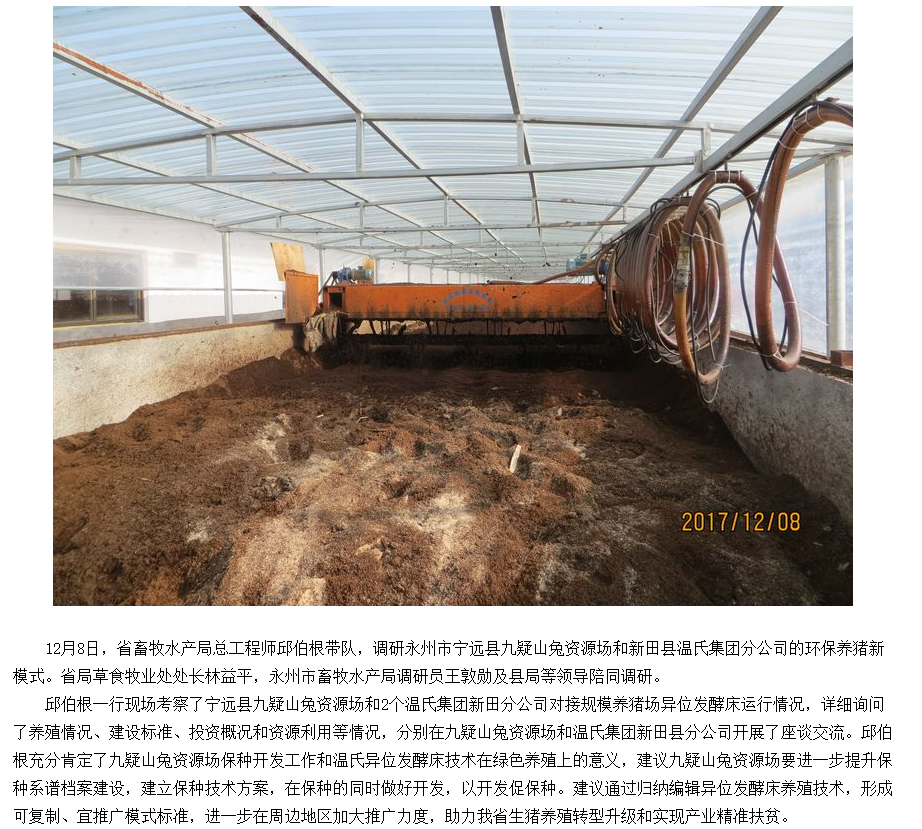 2017/12/08
12月8日，省畜牧水产局总工程师邱伯根带队，调研永州市宁远县九疑山兔资源场和新田县温氏集团分公司的环保养猪新
模式。省局草食牧业处处长林益平，永州市畜牧水产局调研员王敦勋及县局等领导陪同调研。
邱伯根一行现场考察了宁远县九疑山兔资源场和2个温氏集团新田分公司对接规模养猪场异位发酵床运行情况，详细询问
了养殖情况、建设标准、投资概况和资源利用等情况，分别在九疑山兔资源场和温氏集团新田县分公司开展了座谈交流。邱伯
根充分肯定了九疑山兔资源场保种开发工作和温氏异位发酵床技术在绿色养殖上的意义，建议九疑山兔资源场要进一步提升保
种系谱档案建设，建立保种技术方案，在保种的同时做好开发，以开发促保种。建议通过归纳编辑异位发酵床养殖技术，形成
可复制、宜推广模式标准，进一步在周边地区加大推广力度，助力我省生猪养殖转型升级和实现产业精准扶贫。